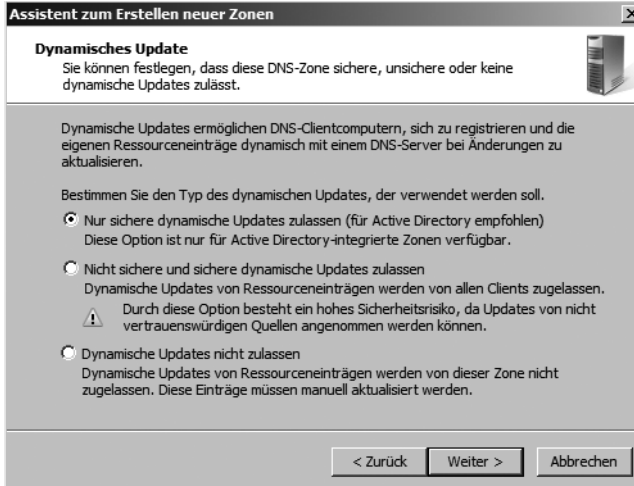 Assistent zum Erstellen neuer Zonen
Dynamisches Update
Sie können festlegen, dass diese DNS-Zone sichere, unsichere oder keine
dynamische Updates zulässt.
Dynamische Updates ermöglichen DNS-Clientcomputern, sich zu registrieren und die
eigenen Ressourceneinträge dynamisch mit einem DNS-Server bei Änderungen zu
aktualisieren.
Bestimmen Sie den Typ des dynamischen Updates, der verwendet werden soll.
Nur sichere dynamische Updates zulassen (für Active Directory empfohlen)
Diese Option ist nur für Active Directory-integrierte Zonen verfügbar.
Nicht sichere und sichere dynamische Updates zulassen
Dynamische Updates von Ressourceneinträgen werden von allen Clients zugelassen.
Durch diese Option besteht ein hohes Sicherheitsrisiko, da Updates von nicht
vertrauenswürdigen Quellen angenommen werden können.
Dynamische Updates nicht zulassen
Dynamische Updates von Ressourceneinträgen werden von dieser Zone nicht
zugelassen. Diese Einträge müssen manuell aktualisiert werden.
< Zurück Weiter > Abbrechen